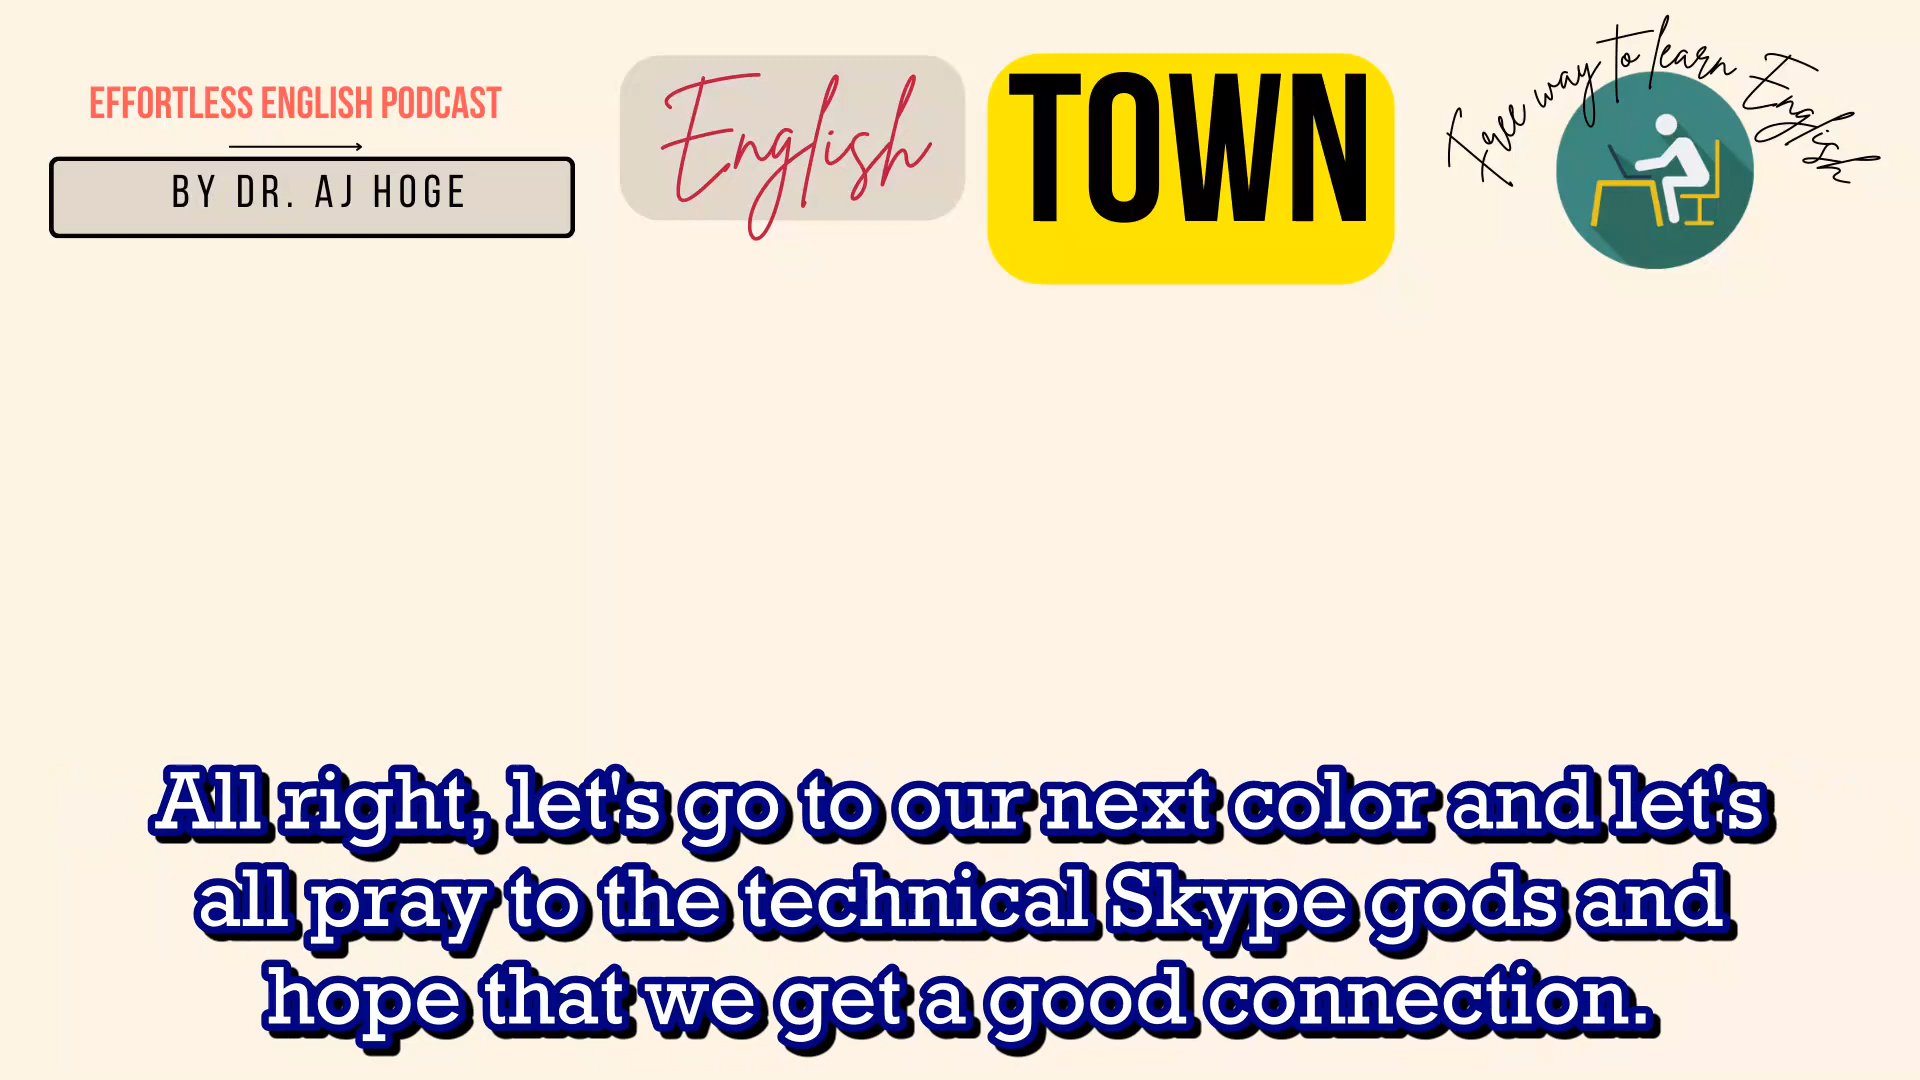 EFFORTLESS ENGLISH PODCAST
BY DR. AJ HOGE
English
TOWN
Free way to learn English
All right, let's go to our next color and let's
all pray to the technical Skype gods and
hope that we get a good connection.